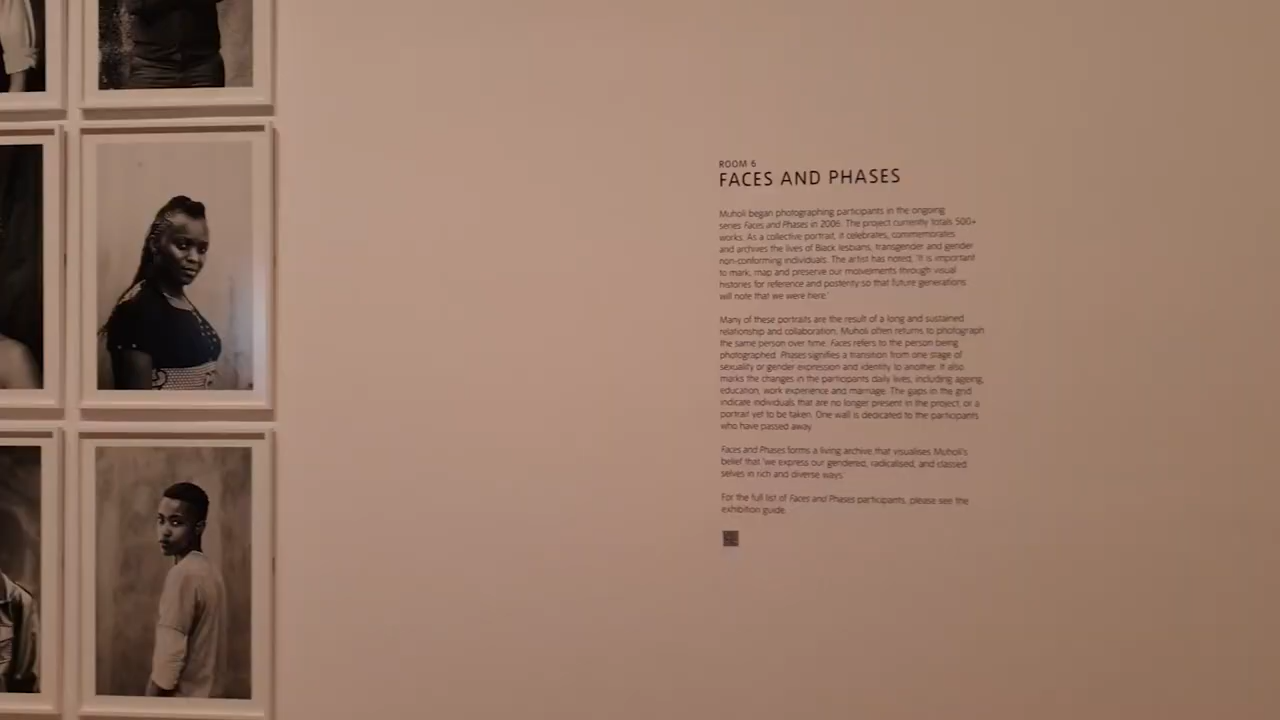 ROOM 6
FACES AND PHASES
Muholi began photographing participants in the ongoing
series Faces and Phases in 2006. The project currently totals 500+
works. As a collective portrait, it celebrates, commemorates
and archives the lives of Black lesbians, transgender and gender
non-conforming individuals. The artist has noted, 'It is important
to mark, map and preserve our mo(ve)ments through visual
histories for reference and posterity so that future generations
will note that we were here.'
Many of these portraits are the result of a long and sustained
relationship and collaboration. Muholi often returns to photograph
the same person over time. Faces refers to the person being
photographed. Phases signifies a transition from one stage of
sexuality or gender expression and identity to another. It also
marks the changes in the participants daily lives, including ageing,
education, work experience and marriage. The gaps in the grid
indicate individuals that are no longer present in the project, or a
portrait yet to be taken. One wall is dedicated to the participants
who have passed away.
Faces and Phases forms a living archive that visualises Muholi's
belief that 'we express our gendered, radicalised, and classed
selves in rich and diverse ways.'
For the full list of Faces and Phases participants, please see the
exhibition guide.